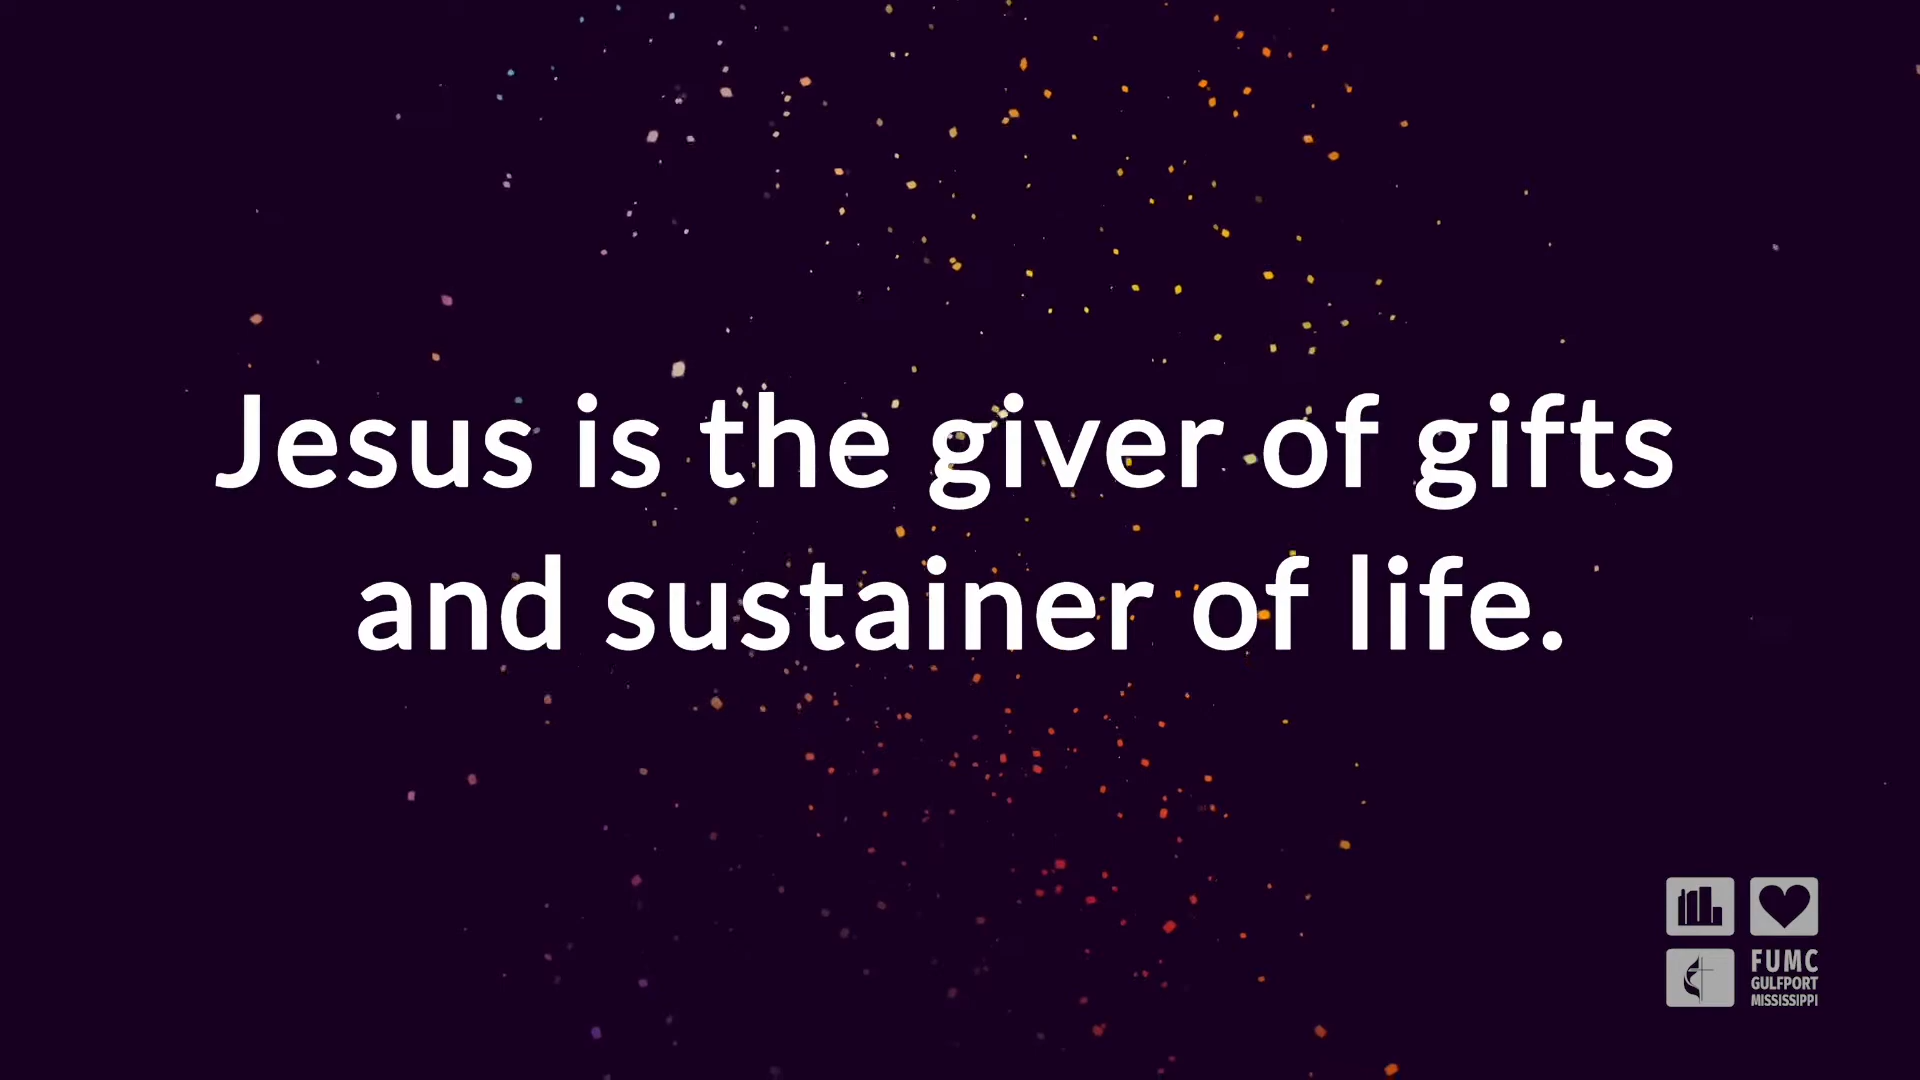 Jesus is the giver of gifts
and sustainer of life.
FUMC
GULFPORT
MISSISSIPPI